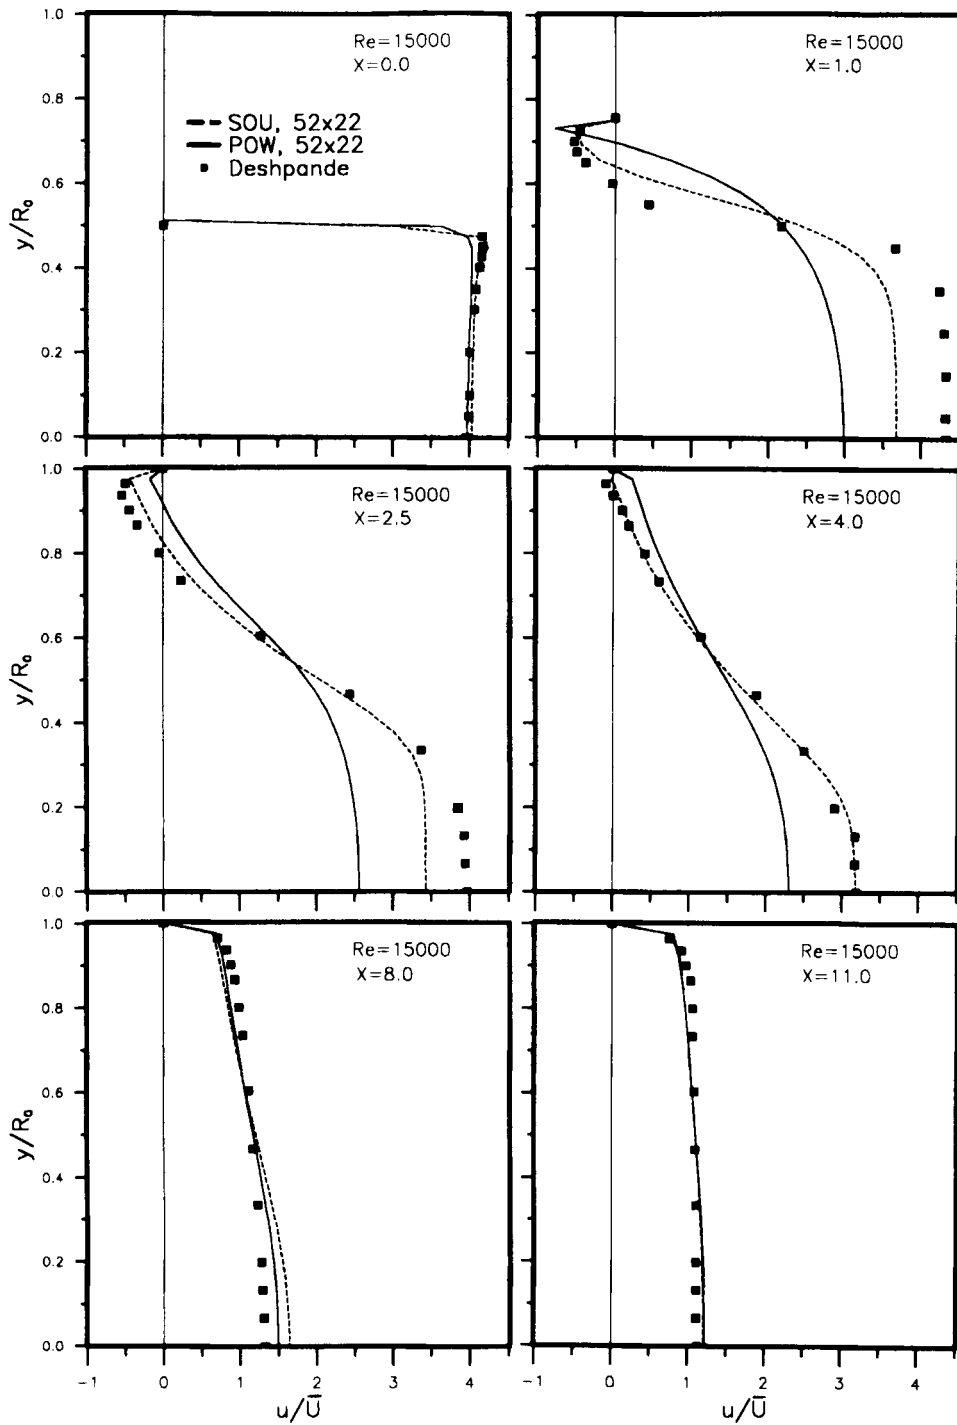 1.0
0.8
0.6
0.4
0.2
0.0
y/R₀
Re=15000
X=0.0
SOU, 52x22
POW, 52x22
Deshpande
Re=15000
X=1.0
1.0
0.8
0.6
0.4
0.2
0.0
y/R₀
Re=15000
X=2.5
Re=15000
X=4.0
1.0
0.8
0.6
0.4
0.2
0.0
y/R₀
Re=15000
X=8.0
Re=15000
X=11.0
-1 0 1 2 3 4
u/U̅
-1 0 1 2 3 4
u/U̅